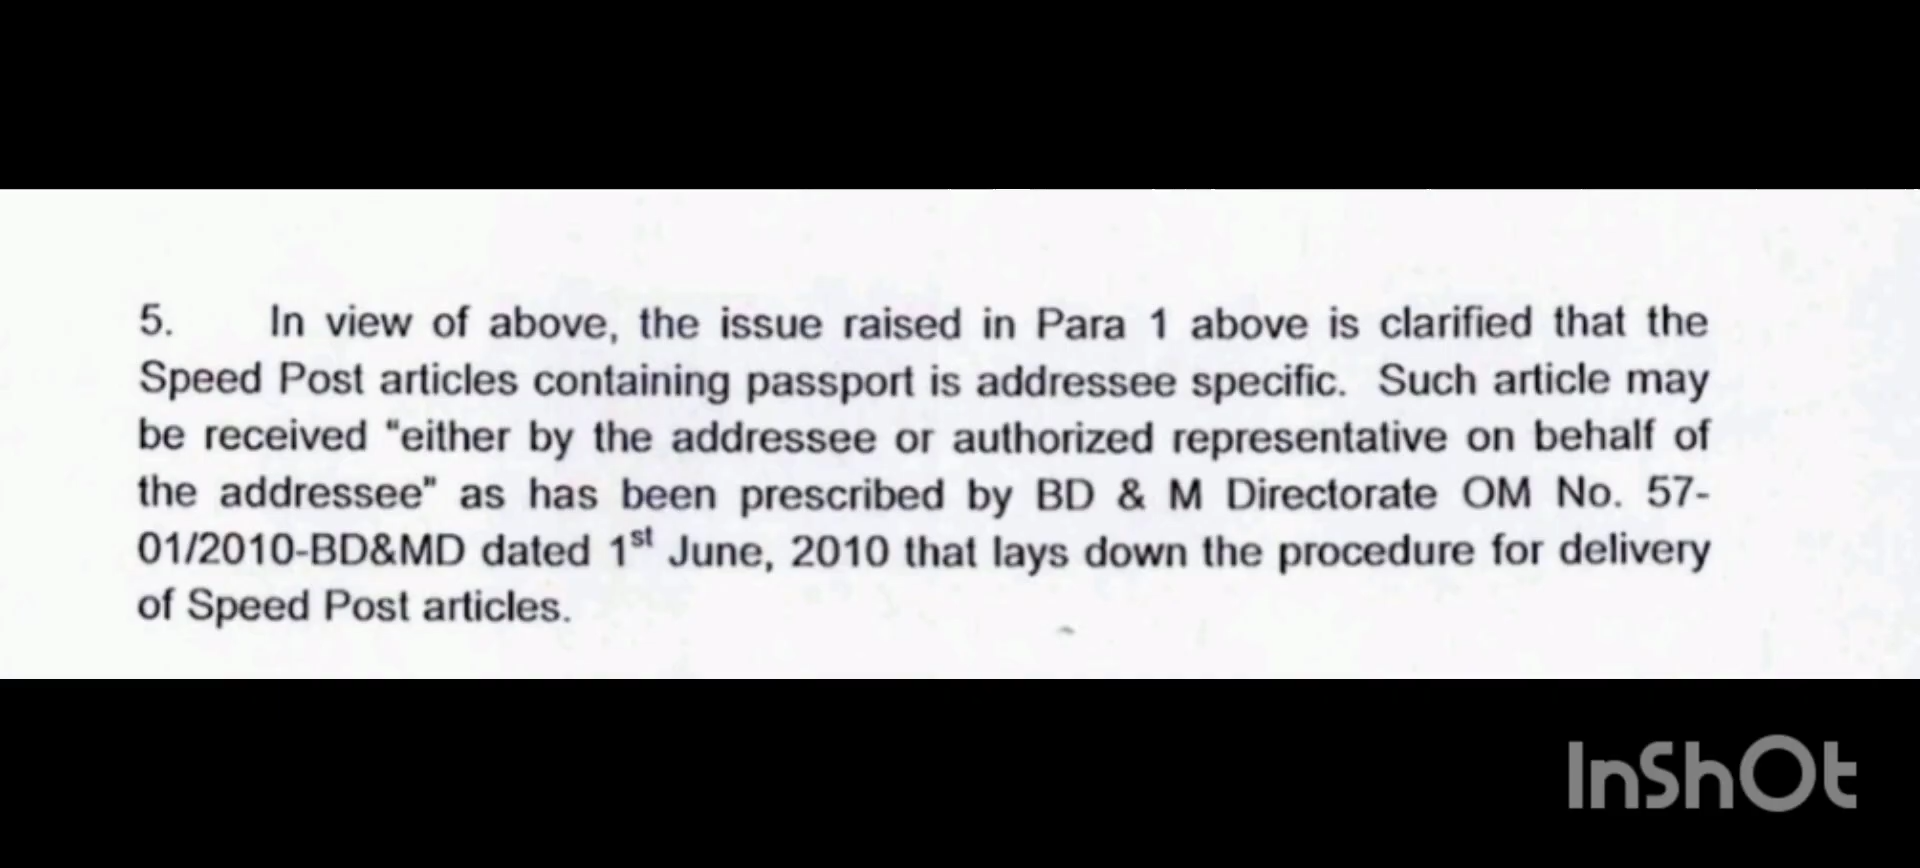 5. In view of above, the issue raised in Para 1 above is clarified that the
Speed Post articles containing passport is addressee specific. Such article may
be received “either by the addressee or authorized representative on behalf of
the addressee" as has been prescribed by BD & M Directorate OM No. 57-
01/2010-BD&MD dated 1st June, 2010 that lays down the procedure for delivery
of Speed Post articles.
InShOt